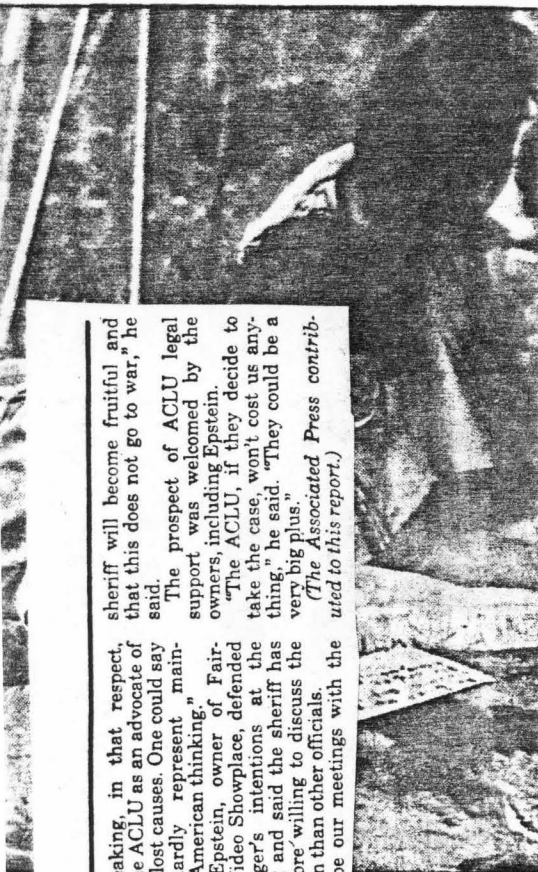 aking, in that respect,
e ACLU as an advocate of
lost causes. One could say
ardly represent main-
American thinking."
Epstein, owner of Fair-
ideo Showplace, defended
ger's intentions at the
and said the sheriff has
ore willing to discuss the
n than other officials.
be our meetings with the
sheriff will become fruitful and
that this does not go to war," he
said.
The prospect of ACLU legal
support was welcomed by the
owners, including Epstein.
"The ACLU, if they decide to
take the case, won't cost us any-
thing," he said. "They could be a
very big plus."
(The Associated Press contrib-
uted to this report.)